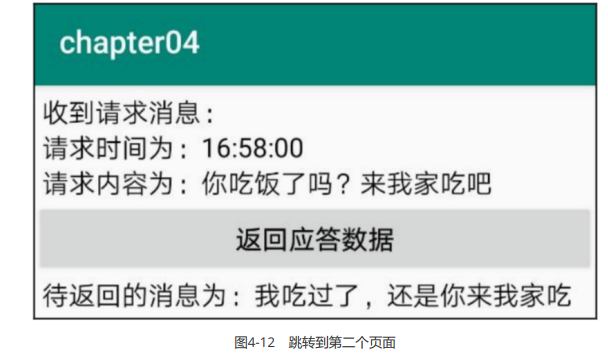 chapter04
收到请求消息：
请求时间为：16:58:00
请求内容为：你吃饭了吗？来我家吃吧
返回应答数据
待返回的消息为：我吃过了，还是你来我家吃
图4-12 跳转到第二个页面